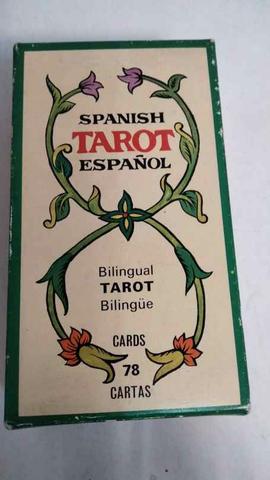 SPANISH
TAROT
ESPAÑOL
Bilingual
TAROT
Bilingüe
CARDS
78
CARTAS